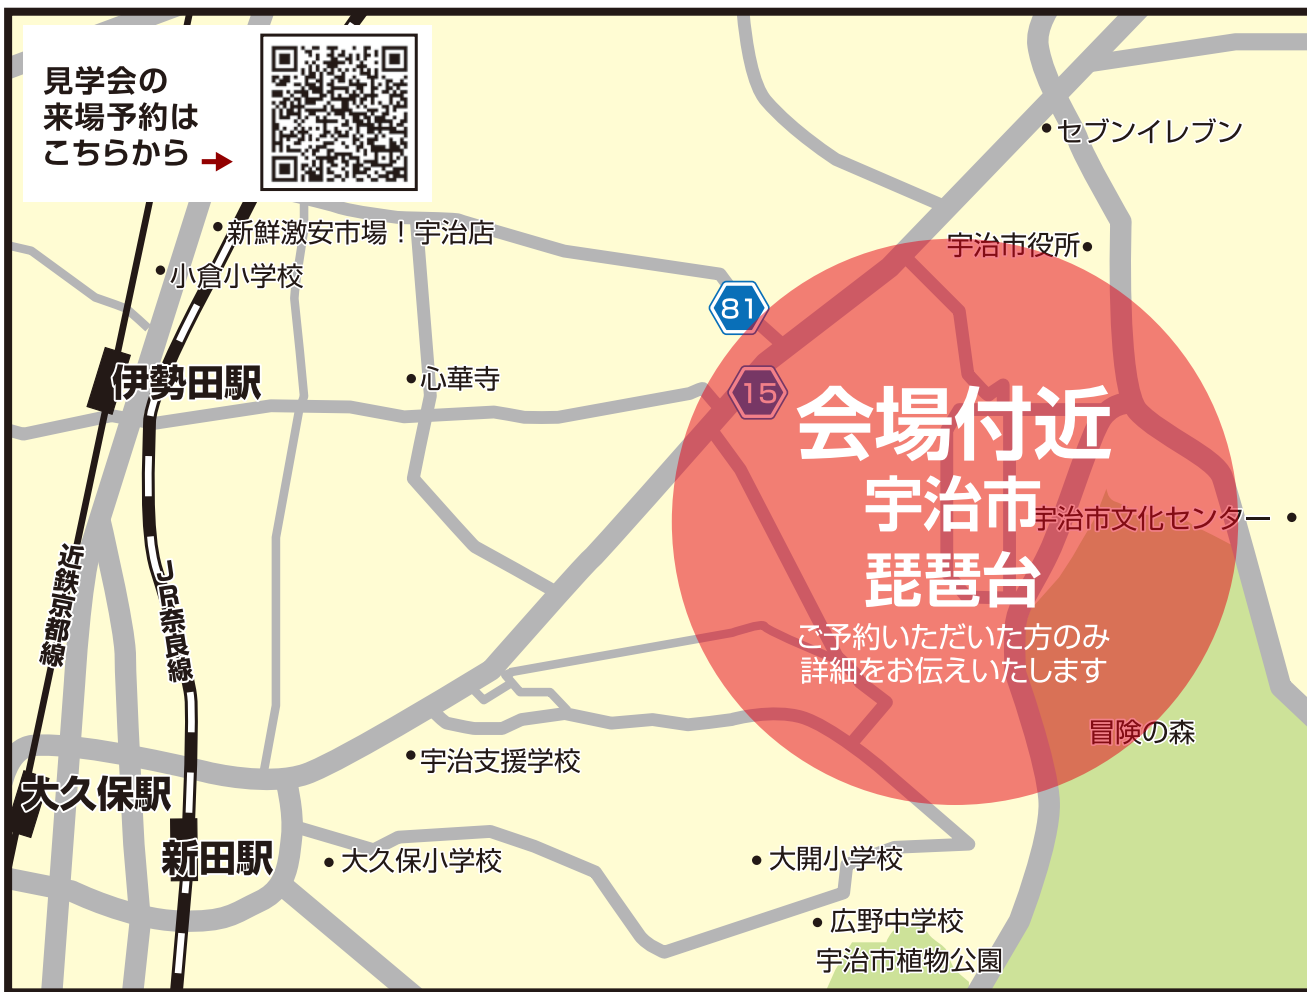 見学会の
来場予約は
こちらから
セブンイレブン
新鮮激安市場！宇治店
宇治市役所
小倉小学校
81
伊勢田駅
心華寺
15
会場付近
宇治市
琵琶台
宇治市文化センター
ご予約いただいた方のみ
詳細をお伝えいたします
近鉄京都線
JR奈良線
冒険の森
宇治支援学校
大久保駅
新田駅
大久保小学校
大開小学校
広野中学校
宇治市植物公園